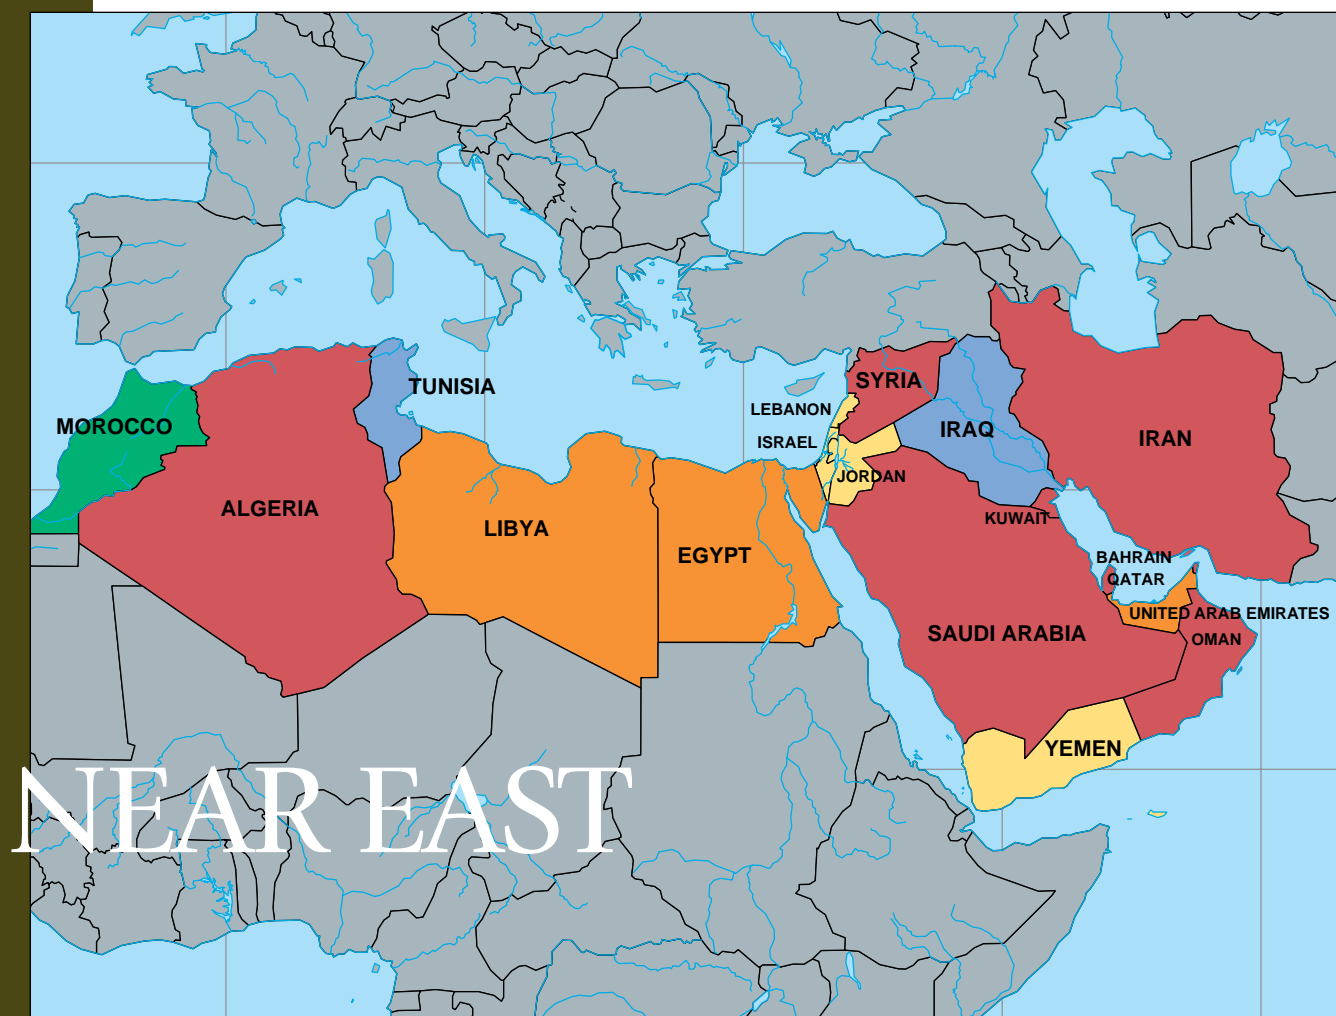 TUNISIA
SYRIA
LEBANON
MOROCCO
IRAQ
IRAN
ISRAEL
JORDAN
ALGERIA
KUWAIT
LIBYA
EGYPT
BAHRAIN
QATAR
UNITED ARAB EMIRATES
SAUDI ARABIA
OMAN
YEMEN
NEAR EAST